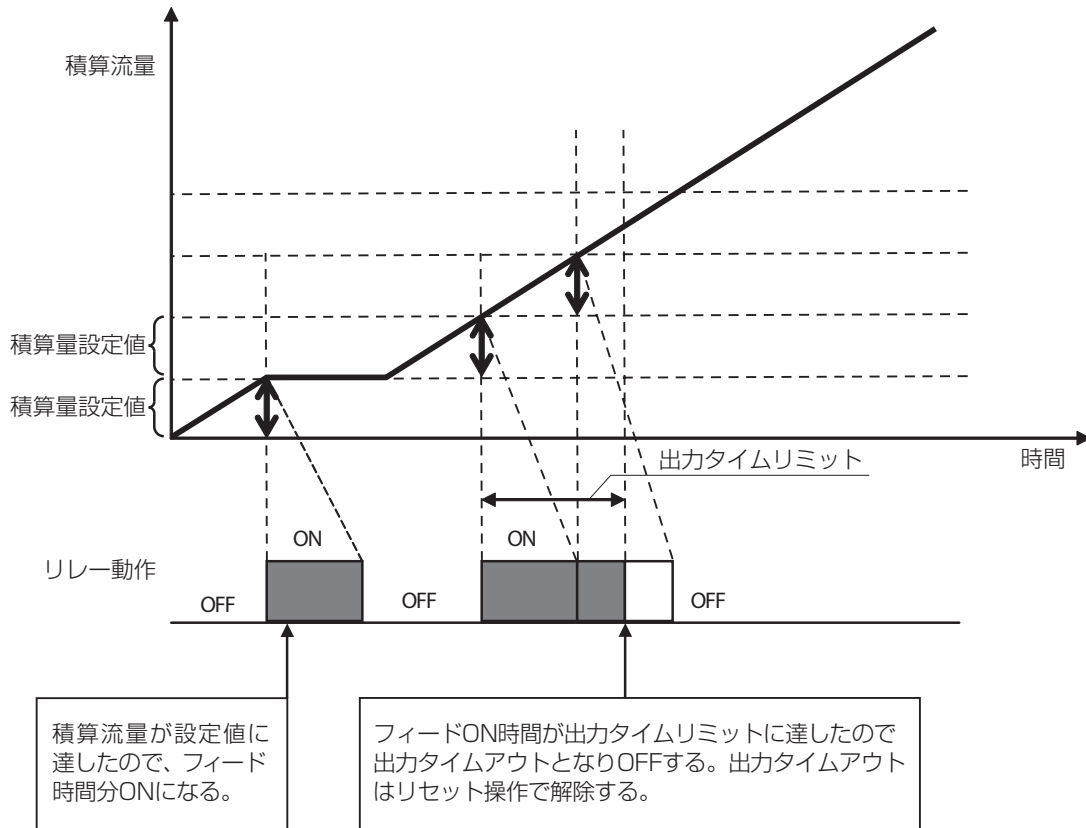 積算流量
積算量設定値
積算量設定値
時間
出力タイムリミット
ON
ON
リレー動作
OFF
OFF
OFF
積算流量が設定値に
達したので、フィード
時間分ONになる。
フィードON時間が出力タイムリミットに達したので
出力タイムアウトとなりOFFする。出力タイムアウト
はリセット操作で解除する。